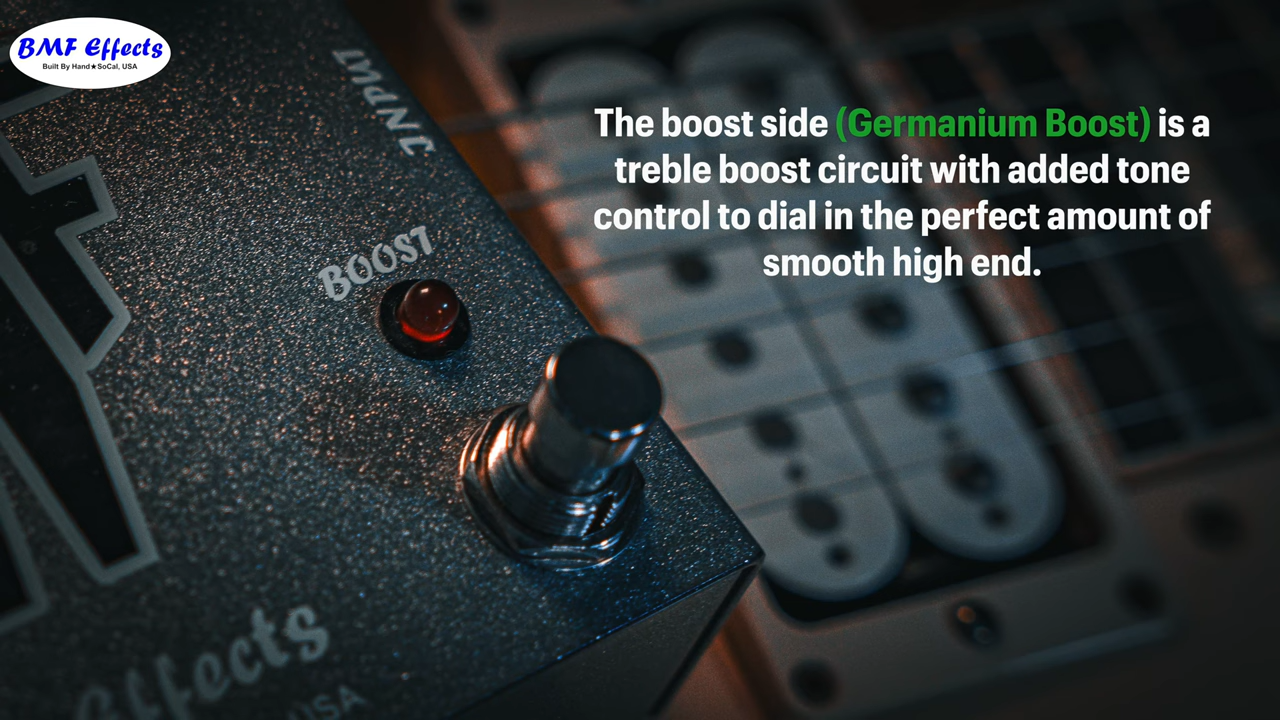 BMF Effects
Built By Hand★SoCal, USA
The boost side (Germanium Boost) is a
treble boost circuit with added tone
control to dial in the perfect amount of
smooth high end.
INPUT
BOOST
Effects
USA